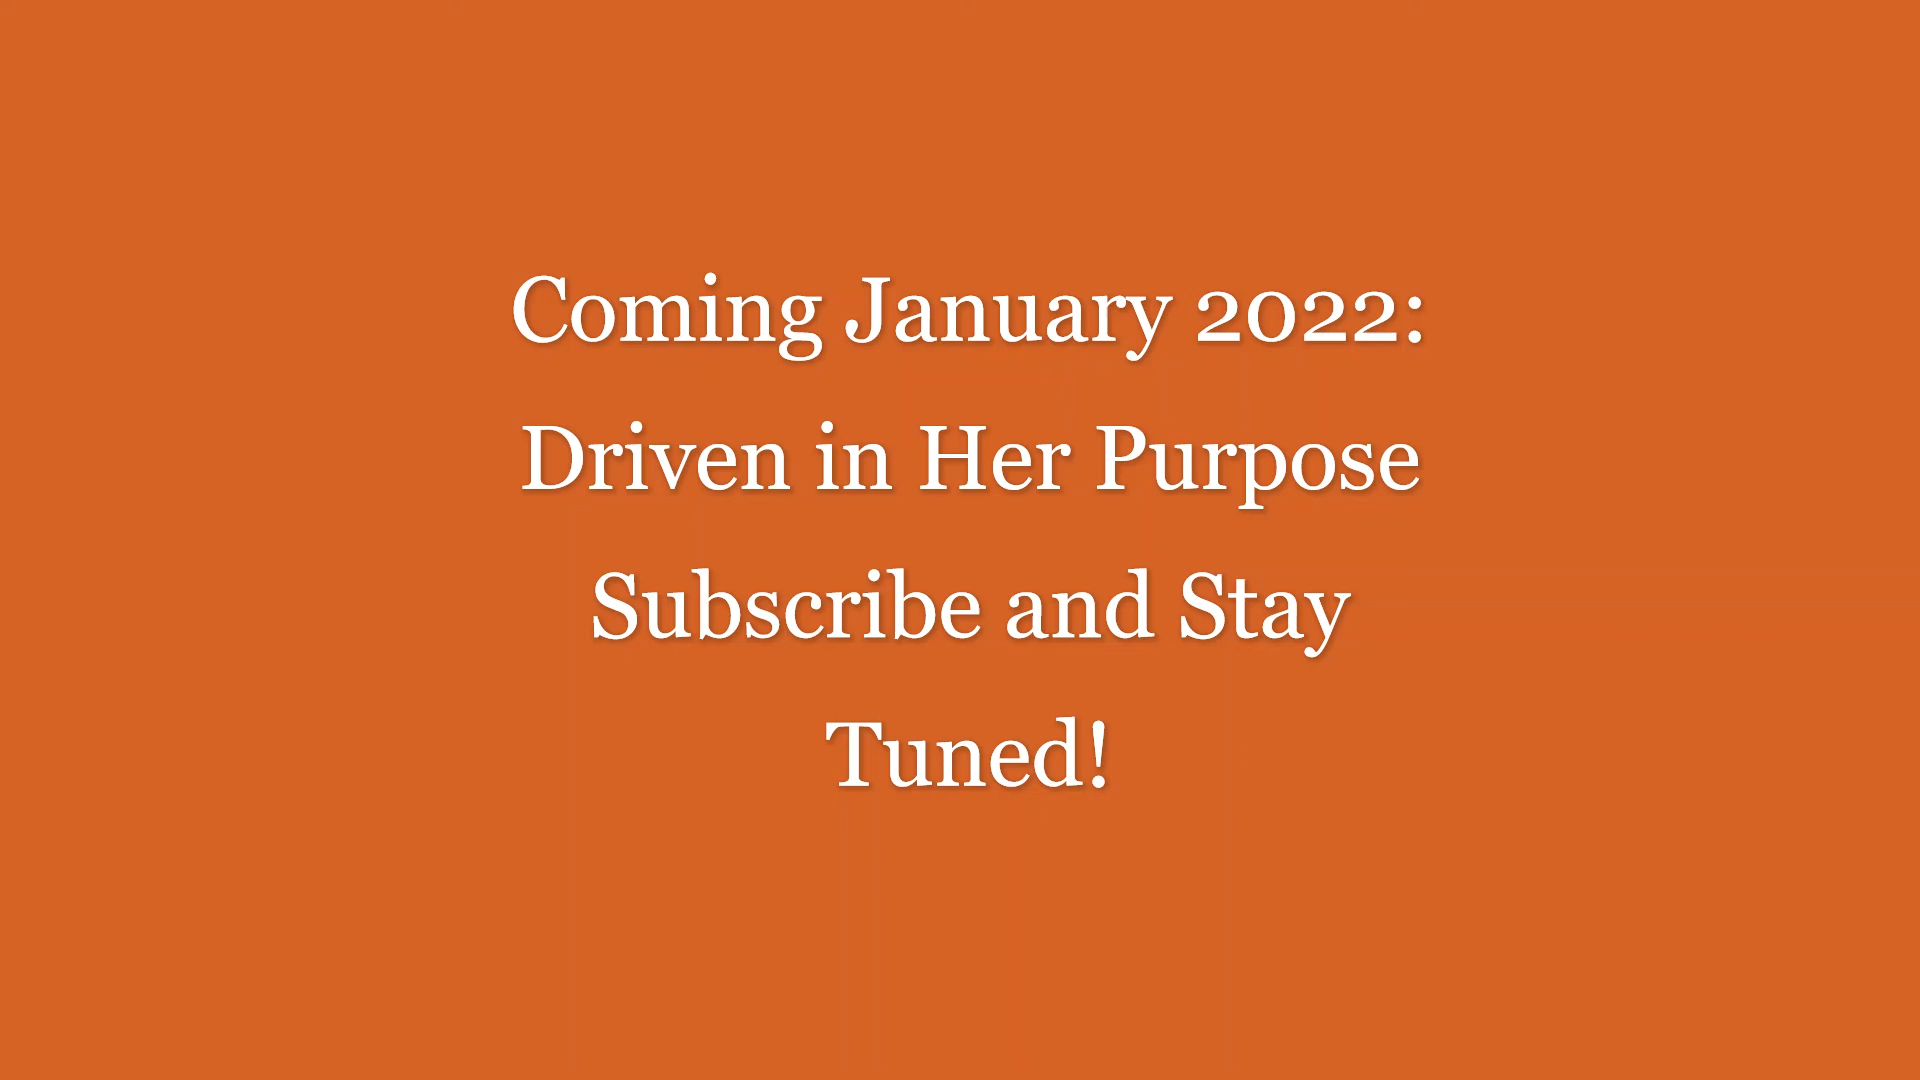 Coming January 2022:
Driven in Her Purpose
Subscribe and Stay
Tuned!